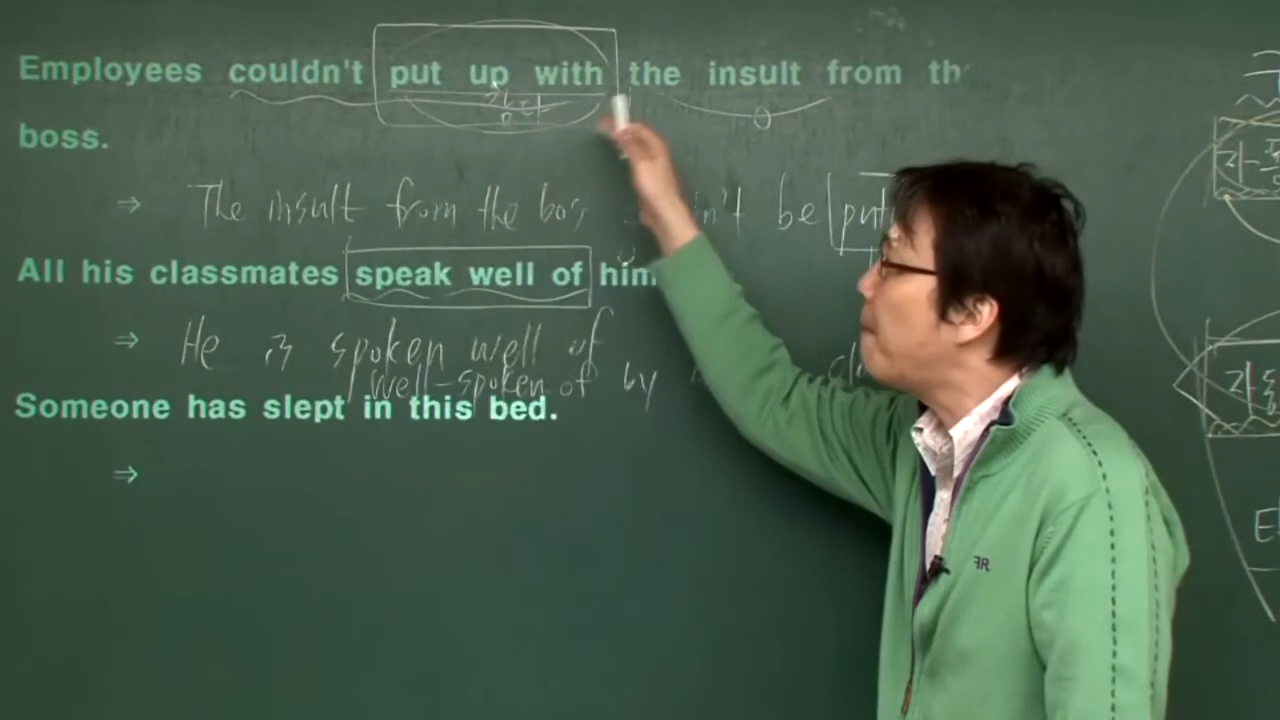 Employees couldn't put up with the insult from th
boss.
⇒ The insult from the bos n't be put
All his classmates speak well of him
⇒ He is spoken well of
well-spoken of by
Someone has slept in this bed.
⇒
FR